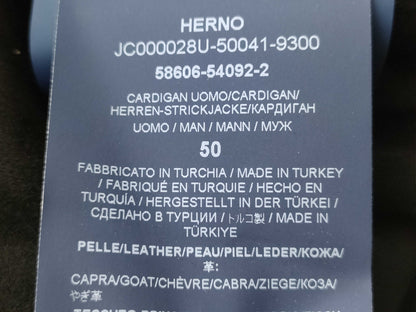 HERNO
JC000028U-50041-9300
58606-54092-2
CARDIGAN UOMO/CARDIGAN/
HERREN-STRICKJACKE/КАРДИГАН
UOMO / MAN / MANN / МУЖ
50
FABBRICATO IN TURCHIA / MADE IN TURKEY
/ FABRIQUÉ EN TURQUIE / HECHO EN
TURQUÍA / HERGESTELLT IN DER TÜRKEI /
СДЕЛАНО В ТУРЦИИ / トルコ製 / MADE IN
TÜRKIYE
PELLE/LEATHER/PEAU/PIEL/LEDER/КОЖА/
革:
CAPRA/GOAT/CHÈVRE/CABRA/ZIEGE/КОЗА/
やぎ革